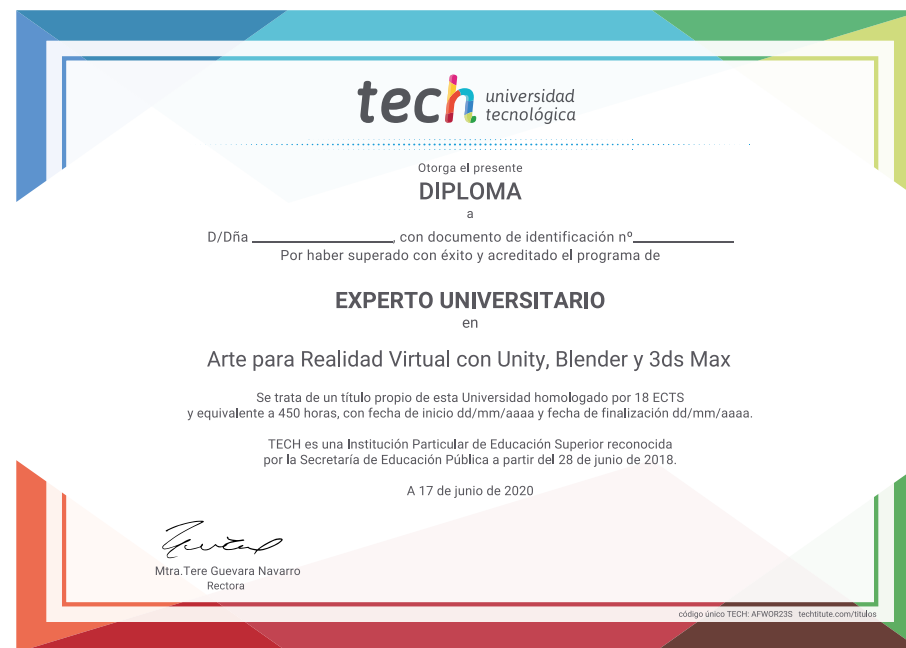 tech universidad
tecnológica
Otorga el presente
DIPLOMA
a
D/Dña ____________________, con documento de identificación nº______________
Por haber superado con éxito y acreditado el programa de
EXPERTO UNIVERSITARIO
en
Arte para Realidad Virtual con Unity, Blender y 3ds Max
Se trata de un título propio de esta Universidad homologado por 18 ECTS
y equivalente a 450 horas, con fecha de inicio dd/mm/aaaa y fecha de finalización dd/mm/aaaa.
TECH es una Institución Particular de Educación Superior reconocida
por la Secretaría de Educación Pública a partir del 28 de junio de 2018.
A 17 de junio de 2020
Mtra.Tere Guevara Navarro
Rectora
código único TECH: AFWOR23S techtitute.com/titulos